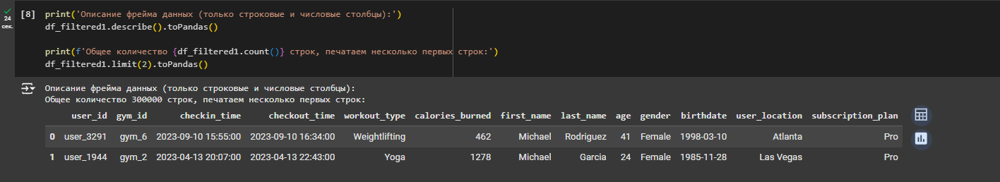 [8] print('Описание фрейма данных (только строковые и числовые столбцы):')
24 df_filtered1.describe().toPandas()
сек.
print(f'Общее количество {df_filtered1.count()} строк, печатаем несколько первых строк:')
df_filtered1.limit(2).toPandas()
Описание фрейма данных (только строковые и числовые столбцы):
Общее количество 300000 строк, печатаем несколько первых строк:
user_id gym_id checkin_time checkout_time workout_type calories_burned first_name last_name age gender birthdate user_location subscription_plan
0 user_3291 gym_6 2023-09-10 15:55:00 2023-09-10 16:34:00 Weightlifting 462 Michael Rodriguez 41 Female 1998-03-10 Atlanta Pro
1 user_1944 gym_2 2023-04-13 20:07:00 2023-04-13 22:43:00 Yoga 1278 Michael Garcia 24 Female 1985-11-28 Las Vegas Pro